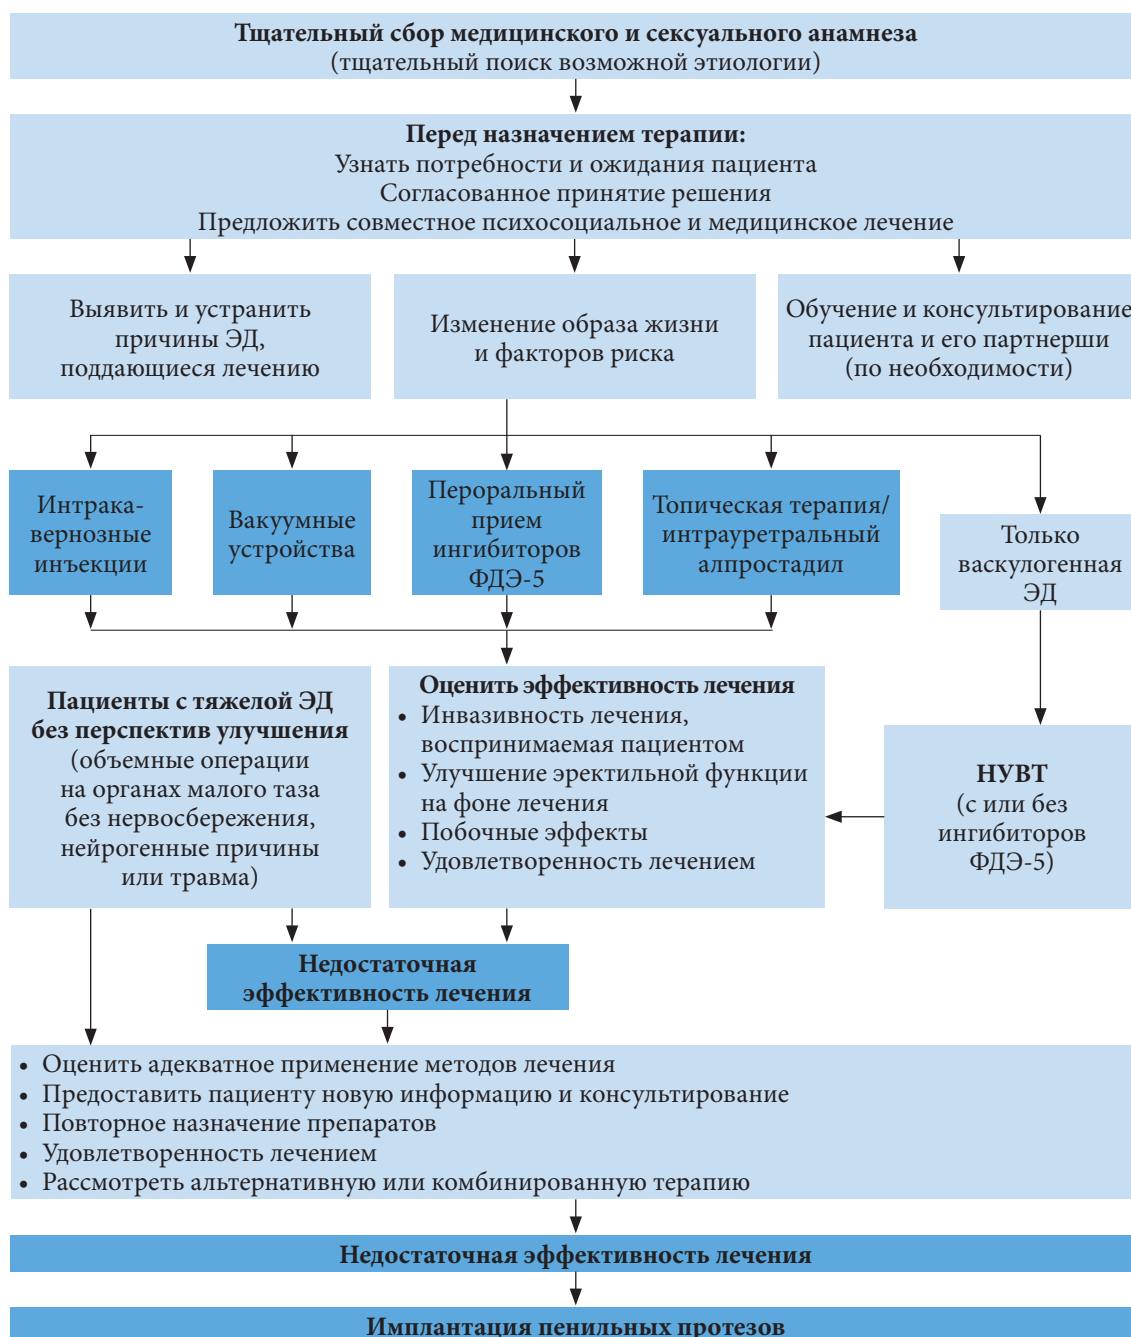 Тщательный сбор медицинского и сексуального анамнеза
(тщательный поиск возможной этиологии)
Перед назначением терапии:
Узнать потребности и ожидания пациента
Согласованное принятие решения
Предложить совместное психосоциальное и медицинское лечение
Выявить и устранить
причины ЭД,
поддающиеся лечению
Изменение образа жизни
и факторов риска
Обучение и консультирование
пациента и его партнерши
(по необходимости)
Интрака-
вернозные
инъекции
Вакуумные
устройства
Пероральный
прием
ингибиторов
ФДЭ-5
Топическая терапия/
интрауретральный
алпростадил
Только
васкулогенная
ЭД
Пациенты с тяжелой ЭД
без перспектив улучшения
(объемные операции
на органах малого таза
без нервосбережения,
нейрогенные причины
или травма)
Оценить эффективность лечения
• Инвазивность лечения,
воспринимаемая пациентом
• Улучшение эректильной функции
на фоне лечения
• Побочные эффекты
• Удовлетворенность лечением
НУВТ
(с или без
ингибиторов
ФДЭ-5)
Недостаточная
эффективность лечения
• Оценить адекватное применение методов лечения
• Предоставить пациенту новую информацию и консультирование
• Повторное назначение препаратов
• Удовлетворенность лечением
• Рассмотреть альтернативную или комбинированную терапию
Недостаточная эффективность лечения
Имплантация пенильных протезов